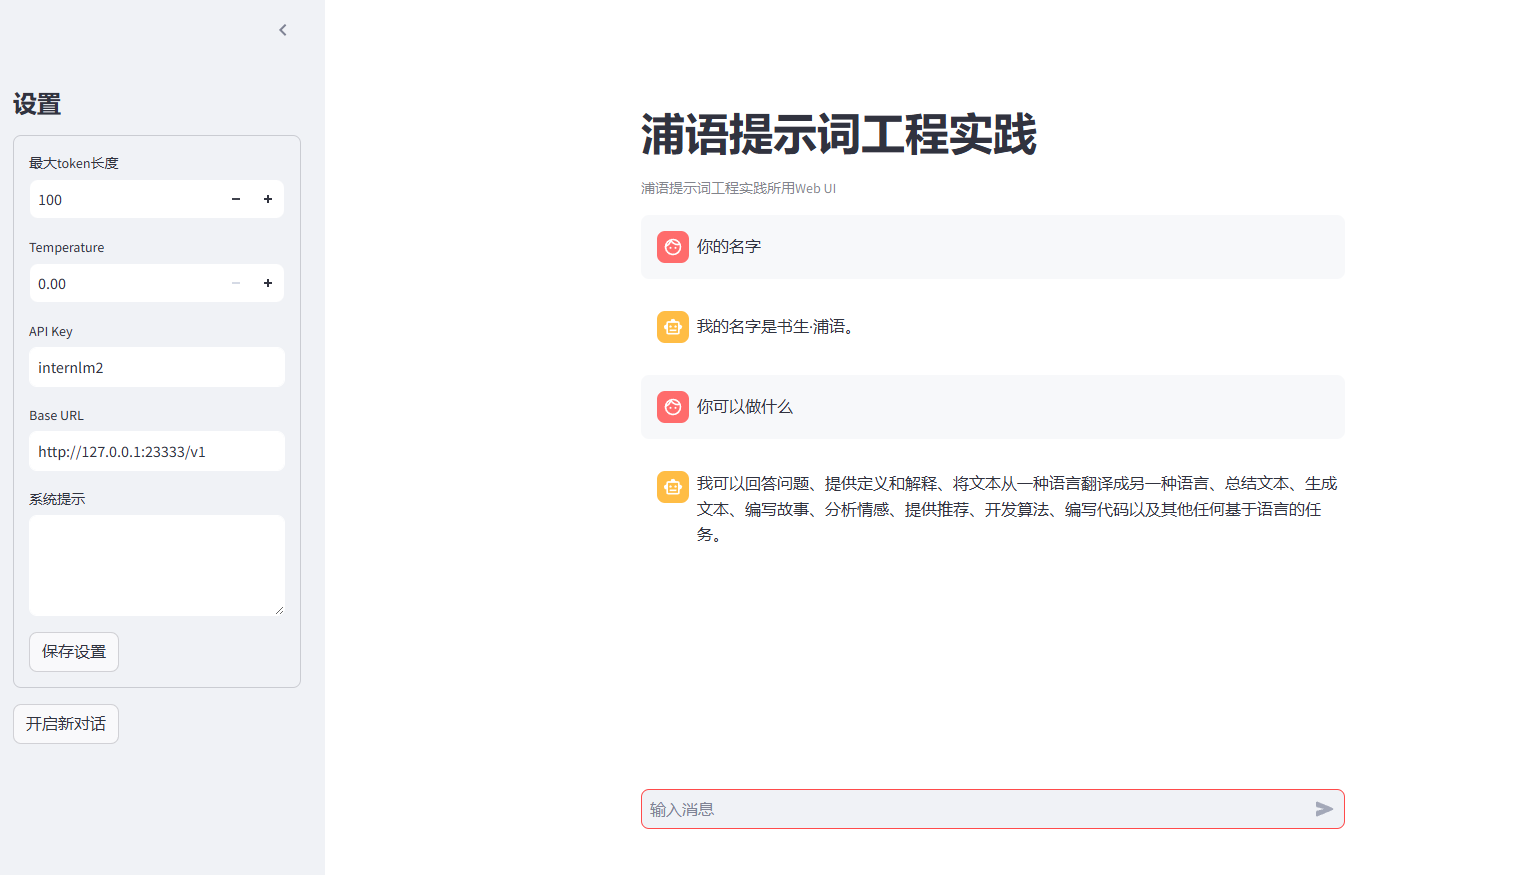 设置
最大token长度
100
Temperature
0.00
API Key
internlm2
Base URL
http://127.0.0.1:23333/v1
系统提示
保存设置
开启新对话
浦语提示词工程实践
浦语提示词工程实践所用Web UI
你的名字
我的名字是书生·浦语。
你可以做什么
我可以回答问题、提供定义和解释、将文本从一种语言翻译成另一种语言、总结文本、生成
文本、编写故事、分析情感、提供推荐、开发算法、编写代码以及其他任何基于语言的任
务。
输入消息